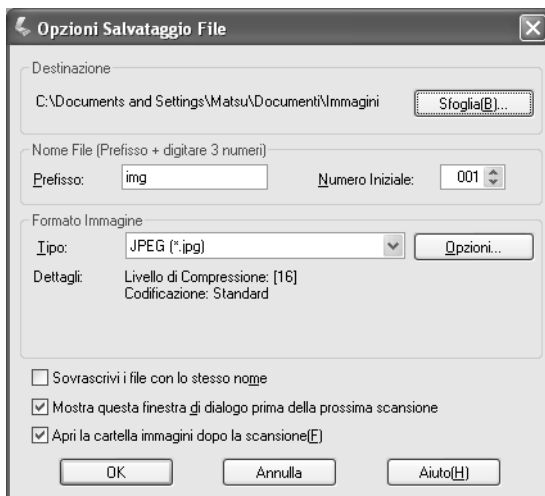 Opzioni Salvataggio File
Destinazione
C:\Documents and Settings\Matsu\Documenti\Immagini
Sfoglia(B)...
Nome File (Prefisso + digitare 3 numeri)
Prefisso: img Numero Iniziale: 001
Formato Immagine
Tipo: JPEG (*.jpg) Opzioni...
Dettagli: Livello di Compressione: [16]
Codificazione: Standard
Sovrascrivi i file con lo stesso nome
Mostra questa finestra di dialogo prima della prossima scansione
Apri la cartella immagini dopo la scansione(F)
OK Annulla Aiuto(H)